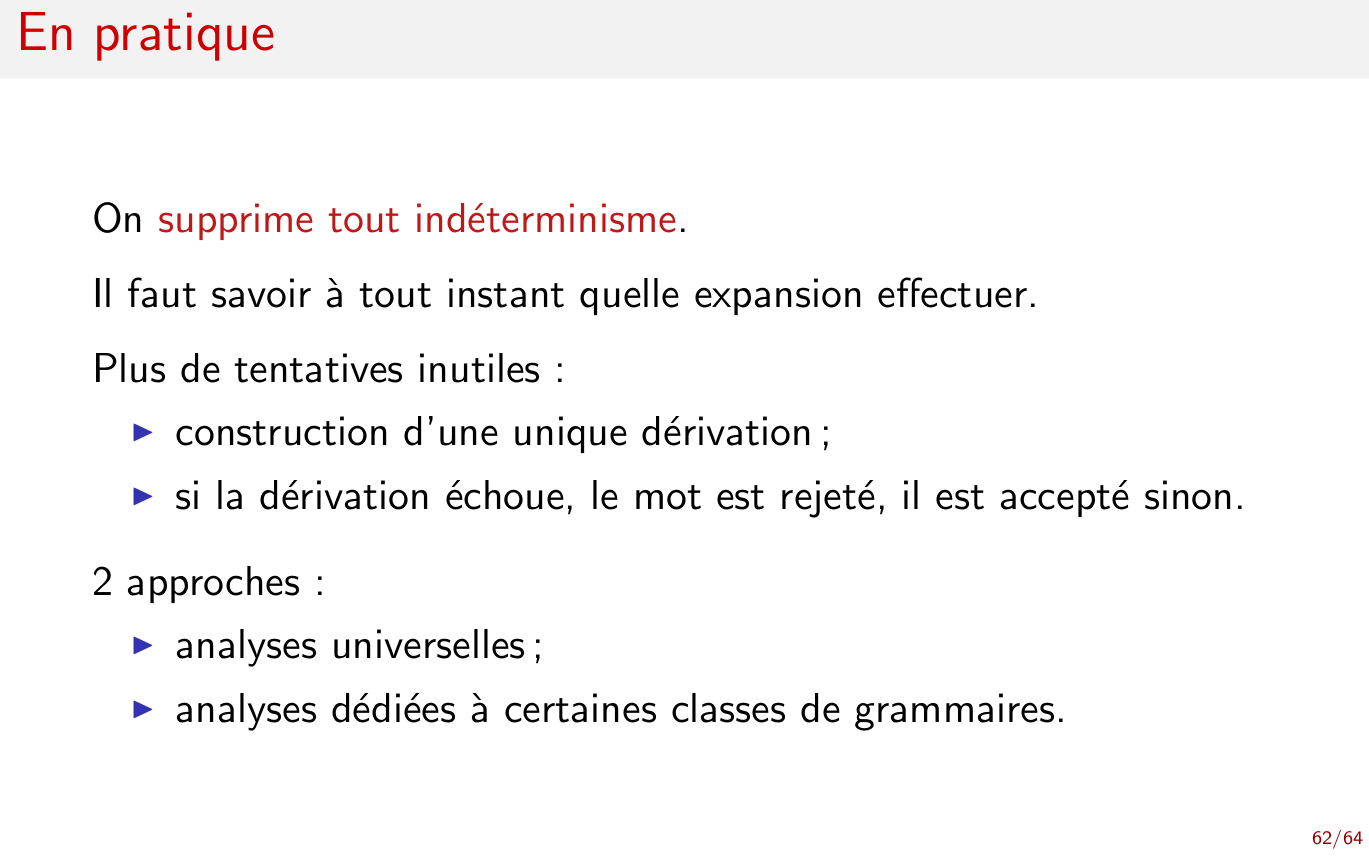 En pratique
On supprime tout indéterminisme.
Il faut savoir à tout instant quelle expansion effectuer.
Plus de tentatives inutiles :
▶ construction d'une unique dérivation ;
▶ si la dérivation échoue, le mot est rejeté, il est accepté sinon.
2 approches :
▶ analyses universelles ;
▶ analyses dédiées à certaines classes de grammaires.
62/64